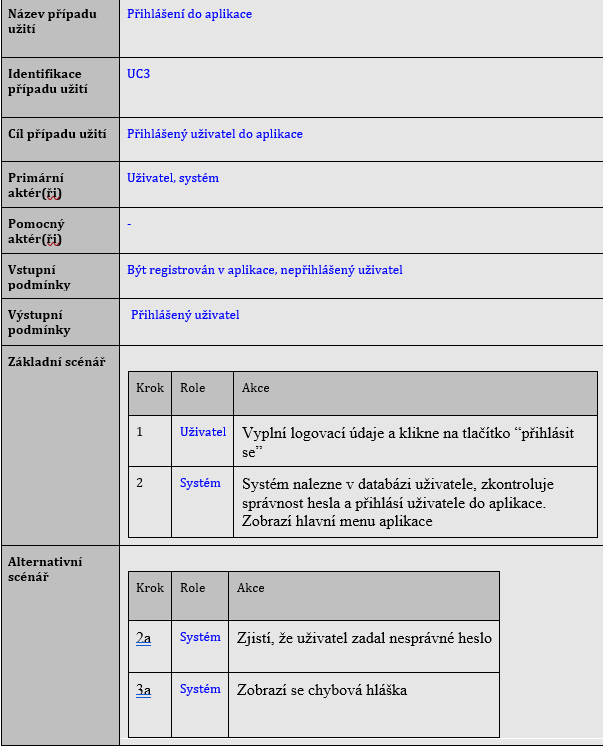 Název případu
užití
Přihlášení do aplikace
Identifikace
případu užití
UC3
Cíl případu užití
Přihlášený uživatel do aplikace
Primární
aktér(ři)
Uživatel, systém
Pomocný
aktér(ři)
-
Vstupní
podmínky
Být registrován v aplikace, nepřihlášený uživatel
Výstupní
podmínky
Přihlášený uživatel
Základní scénář
Krok Role Akce
1 Uživatel Vyplní logovací údaje a klikne na tlačítko “přihlásit
se”
2 Systém Systém nalezne v databázi uživatele, zkontroluje
správnost hesla a přihlásí uživatele do aplikace.
Zobrazí hlavní menu aplikace
Alternativní
scénář
Krok Role Akce
2a Systém Zjistí, že uživatel zadal nesprávné heslo
3a Systém Zobrazí se chybová hláška